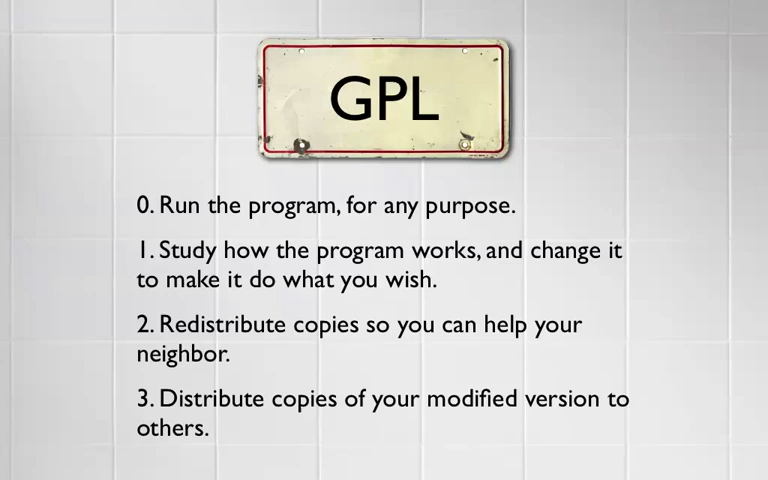 GPL
0. Run the program, for any purpose.
1. Study how the program works, and change it
to make it do what you wish.
2. Redistribute copies so you can help your
neighbor.
3. Distribute copies of your modified version to
others.